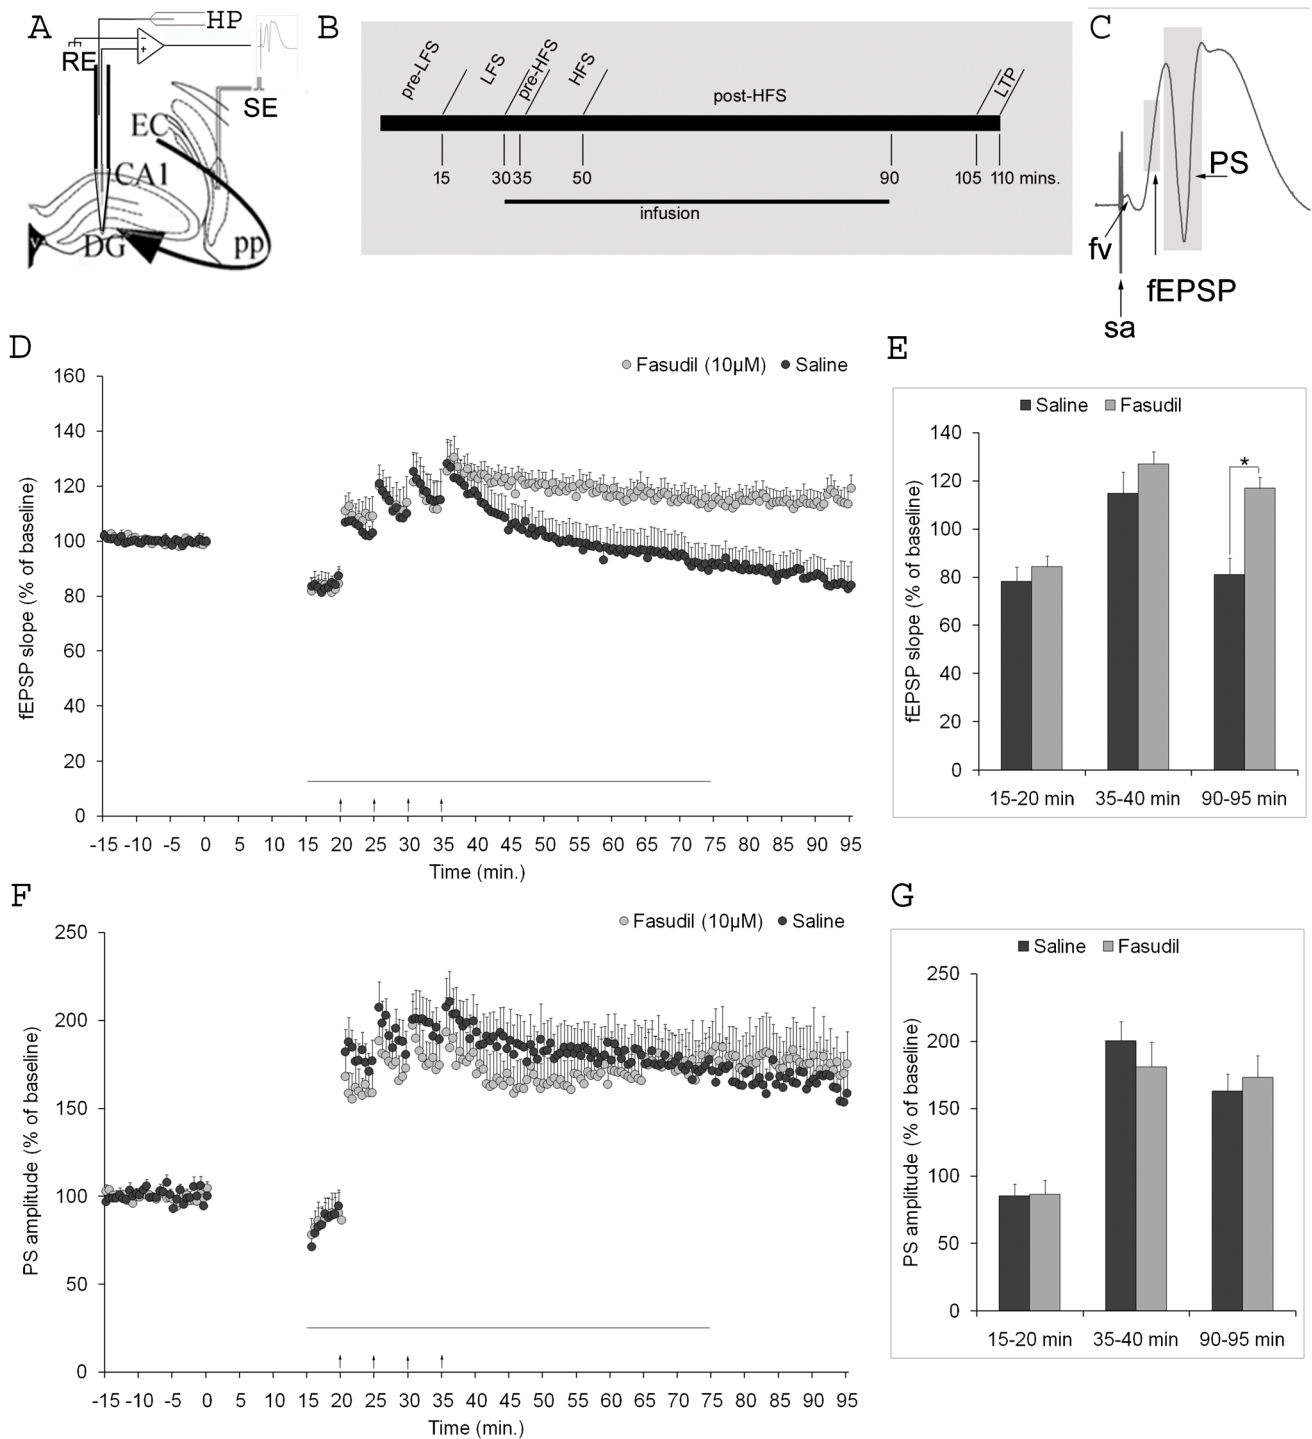 A
HP
RE
SE
EC
CA1
DG
pp
v
B
pre-LFS
LFS
pre-HFS
HFS
post-HFS
LTP
15
30
35
50
90
105
110 mins.
infusion
C
PS
fv
fEPSP
sa
D
Fasudil (10µM)
Saline
fEPSP slope (% of baseline)
160
140
120
100
80
60
40
20
0
-15 -10 -5 0 5 10 15 20 25 30 35 40 45 50 55 60 65 70 75 80 85 90 95
Time (min.)
E
Saline
Fasudil
fEPSP slope (% of baseline)
140
120
100
80
60
40
20
0
*
15-20 min
35-40 min
90-95 min
F
Fasudil (10µM)
Saline
PS amplitude (% of baseline)
250
200
150
100
50
0
-15 -10 -5 0 5 10 15 20 25 30 35 40 45 50 55 60 65 70 75 80 85 90 95
Time (min.)
G
Saline
Fasudil
PS amplitude (% of baseline)
250
200
150
100
50
0
15-20 min
35-40 min
90-95 min